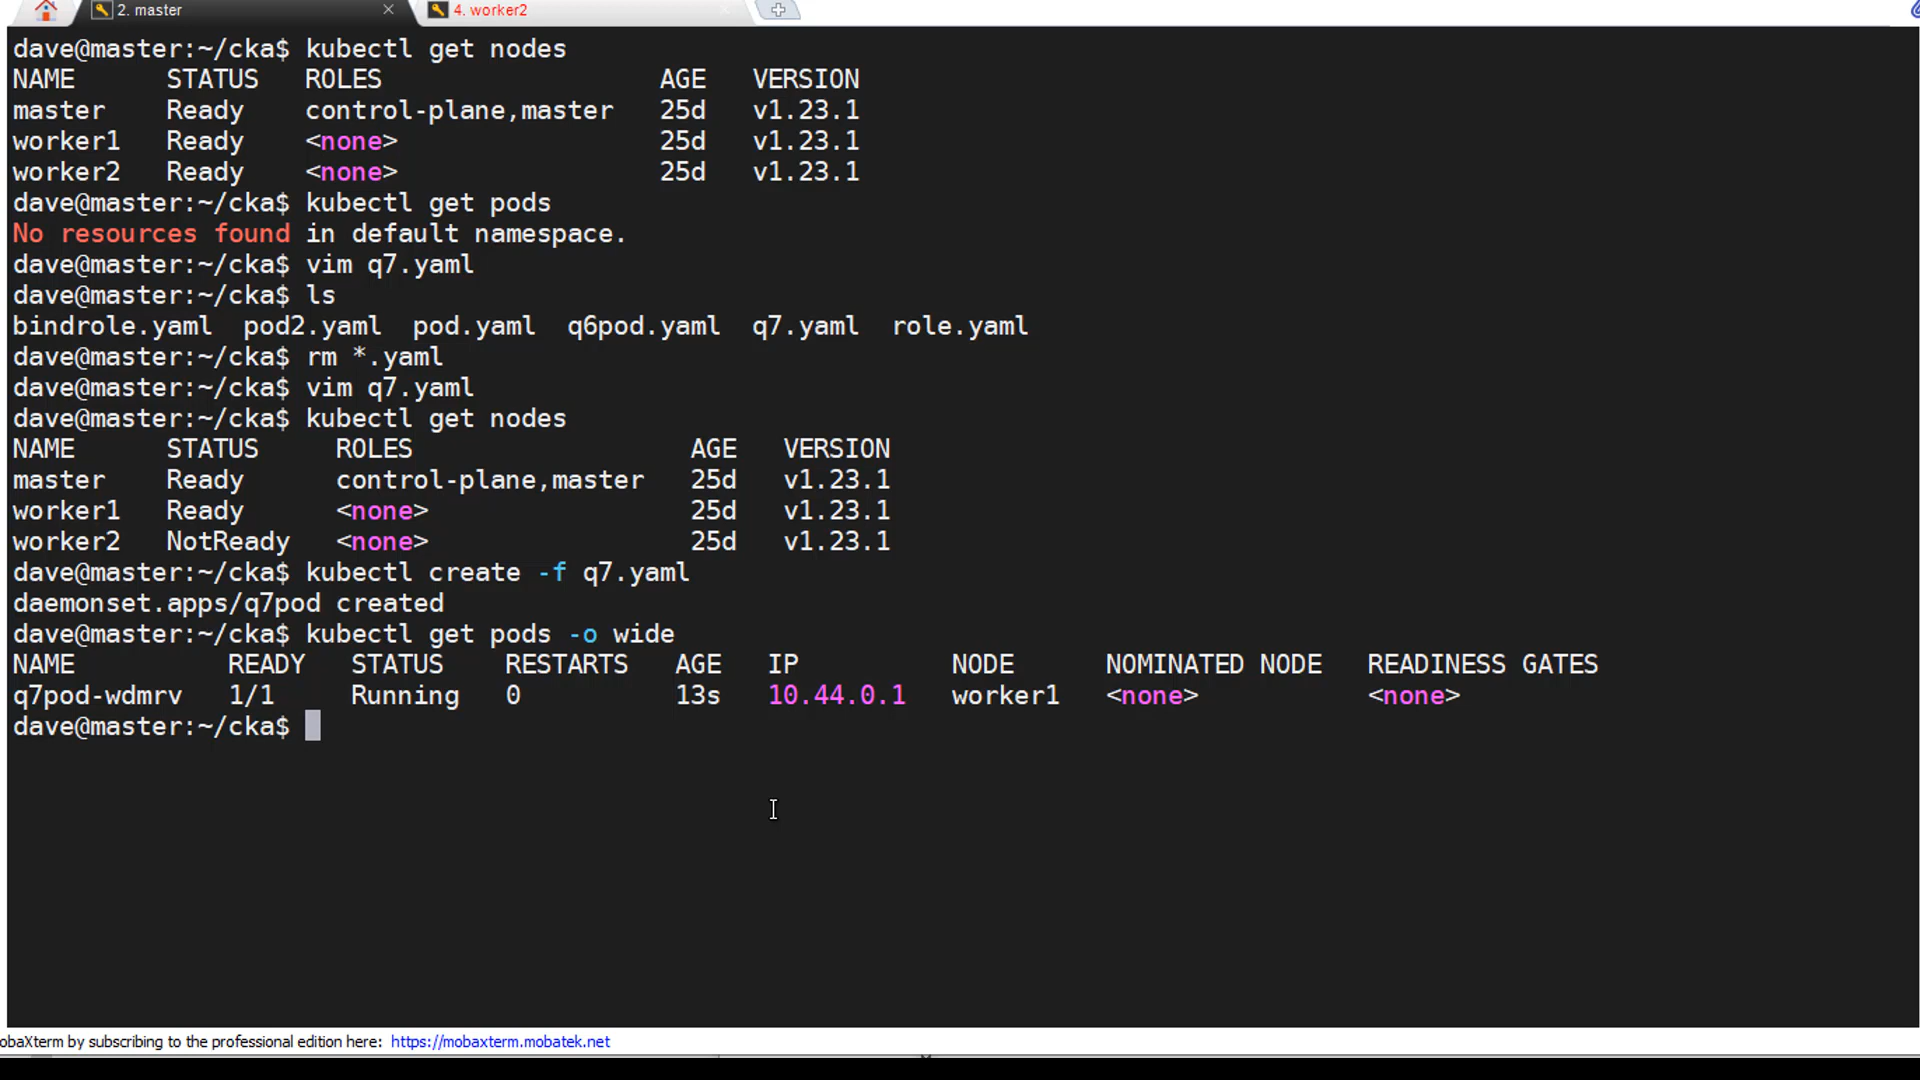 2. master
4. worker2
dave@master:~/cka$ kubectl get nodes
NAME STATUS ROLES AGE VERSION
master Ready control-plane,master 25d v1.23.1
worker1 Ready <none> 25d v1.23.1
worker2 Ready <none> 25d v1.23.1
dave@master:~/cka$ kubectl get pods
No resources found in default namespace.
dave@master:~/cka$ vim q7.yaml
dave@master:~/cka$ ls
bindrole.yaml pod2.yaml pod.yaml q6pod.yaml q7.yaml role.yaml
dave@master:~/cka$ rm *.yaml
dave@master:~/cka$ vim q7.yaml
dave@master:~/cka$ kubectl get nodes
NAME STATUS ROLES AGE VERSION
master Ready control-plane,master 25d v1.23.1
worker1 Ready <none> 25d v1.23.1
worker2 NotReady <none> 25d v1.23.1
dave@master:~/cka$ kubectl create -f q7.yaml
daemonset.apps/q7pod created
dave@master:~/cka$ kubectl get pods -o wide
NAME READY STATUS RESTARTS AGE IP NODE NOMINATED NODE READINESS GATES
q7pod-wdmrv 1/1 Running 0 13s 10.44.0.1 worker1 <none> <none>
dave@master:~/cka$
obaXterm by subscribing to the professional edition here: https://mobaxterm.mobatek.net